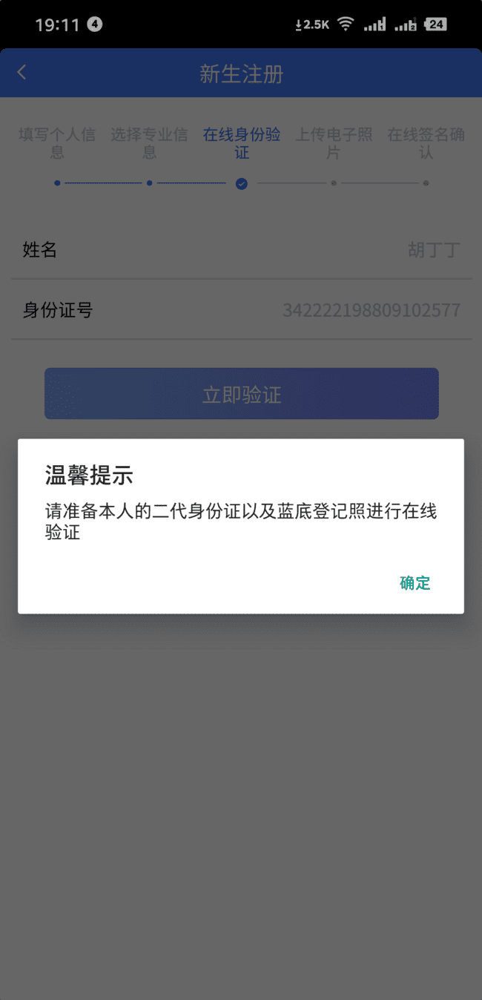 19:11 4
2.5K 2 24
新生注册
填写个人信息
选择专业信息
在线身份验证
上传电子照片
在线签名确认
姓名 胡丁丁
身份证号 342222198809102577
立即验证
温馨提示
请准备本人的二代身份证以及蓝底登记照进行在线
验证
确定